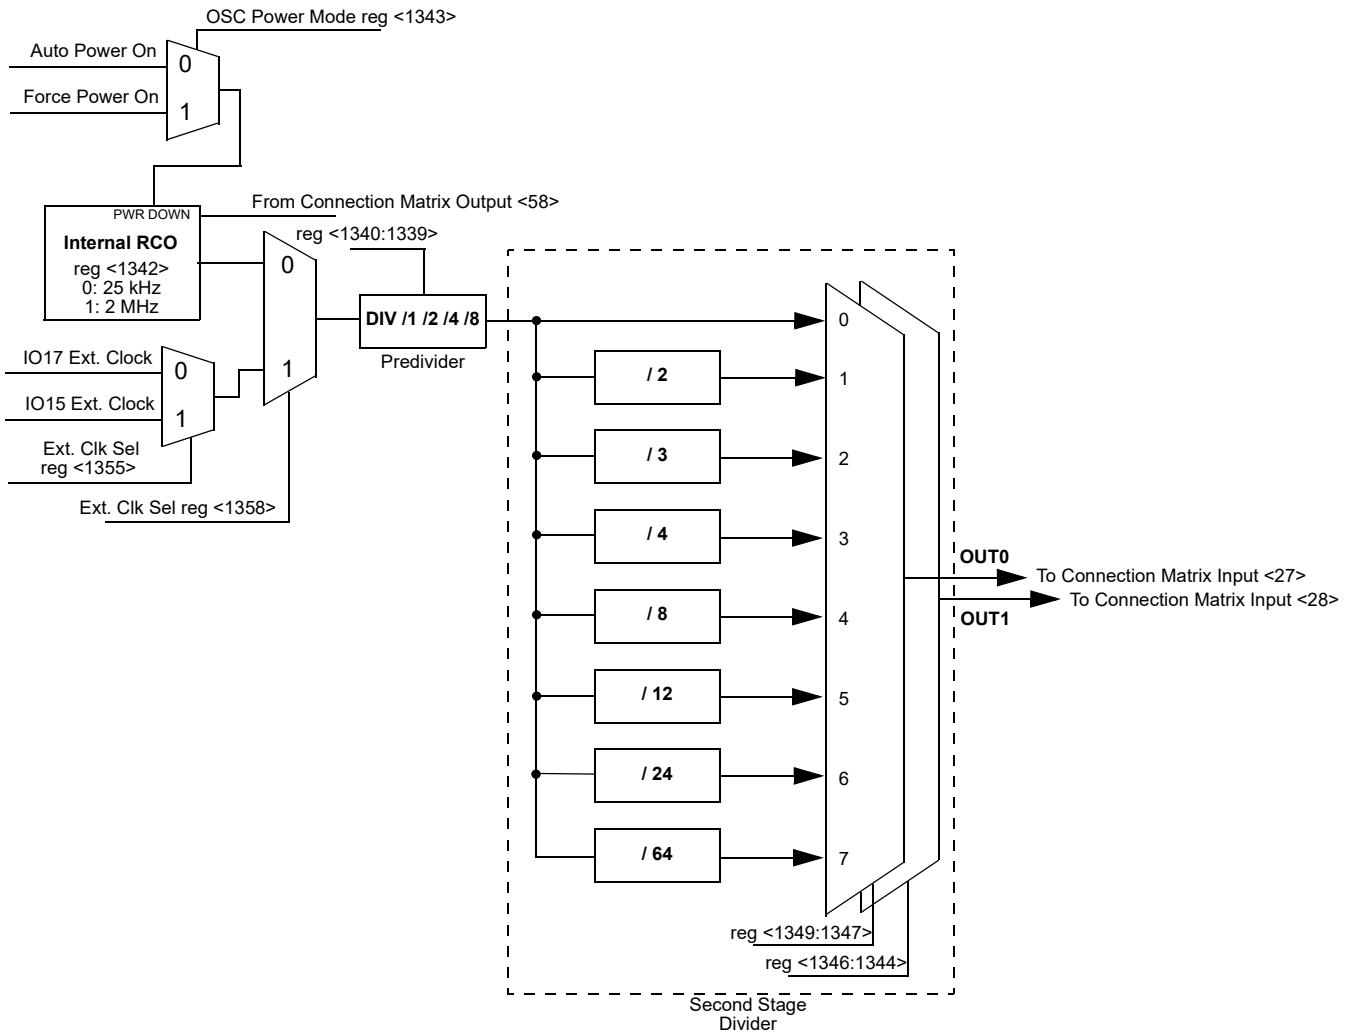 OSC Power Mode reg <1343>
Auto Power On
0
Force Power On
1
From Connection Matrix Output <58>
PWR DOWN
Internal RCO
reg <1342>
0: 25 kHz
1: 2 MHz
reg <1340:1339>
0
1
DIV /1 /2 /4 /8
Predivider
IO17 Ext. Clock
0
IO15 Ext. Clock
1
Ext. Clk Sel
reg <1355>
Ext. Clk Sel reg <1358>
0
/ 2
1
/ 3
2
/ 4
3
/ 8
4
/ 12
5
/ 24
6
/ 64
7
OUT0
To Connection Matrix Input <27>
To Connection Matrix Input <28>
OUT1
reg <1349:1347>
reg <1346:1344>
Second Stage
Divider